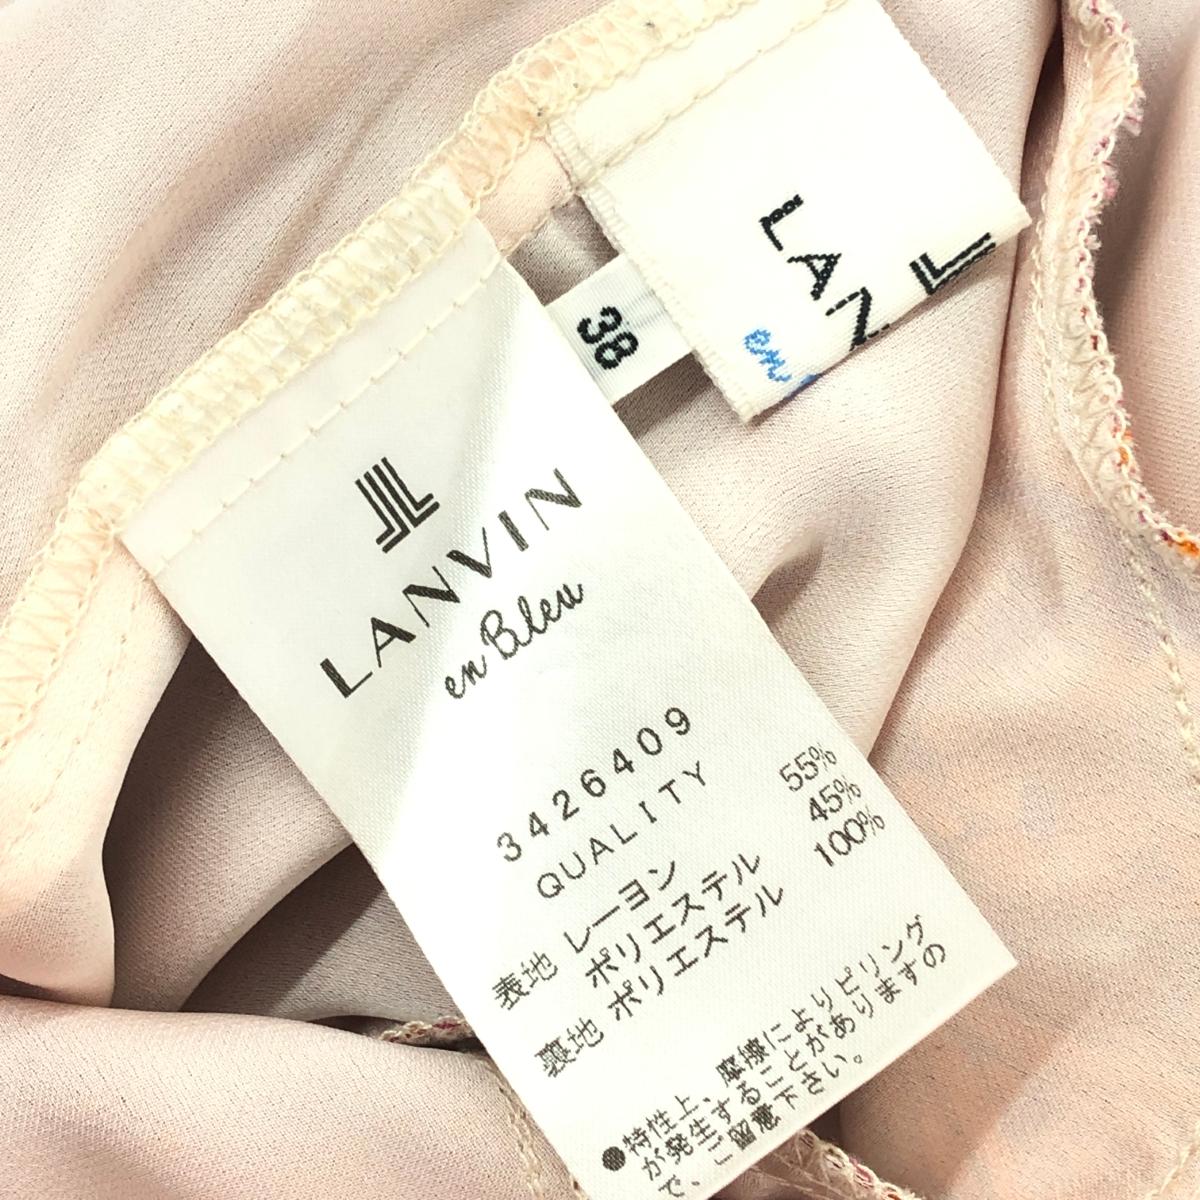 LANVIN
en Bleu
3426409
QUALITY
表地 レーヨン 55%
ポリエステル 45%
裏地 ポリエステル 100%
●特性上、摩擦によりピリング
が発生することがありますの
で、ご留意下さい。
38
LAN
en